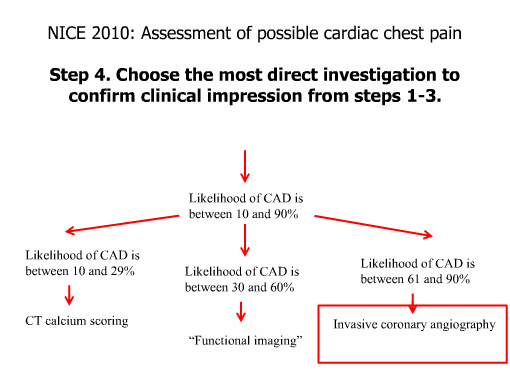 NICE 2010: Assessment of possible cardiac chest pain
Step 4. Choose the most direct investigation to
confirm clinical impression from steps 1-3.
Likelihood of CAD is
between 10 and 90%
Likelihood of CAD is
between 10 and 29%
CT calcium scoring
Likelihood of CAD is
between 30 and 60%
“Functional imaging”
Likelihood of CAD is
between 61 and 90%
Invasive coronary angiography